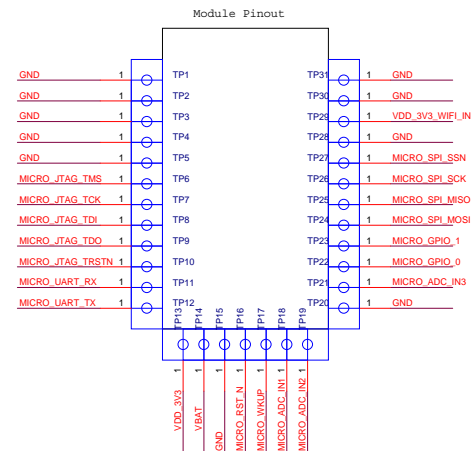 Module Pinout
GND 1 TP1 TP31 1 GND
GND 1 TP2 TP30 1 GND
GND 1 TP3 TP29 1 VDD_3V3_WIFI_IN
GND 1 TP4 TP28 1 GND
GND 1 TP5 TP27 1 MICRO_SPI_SSN
MICRO_JTAG_TMS 1 TP6 TP26 1 MICRO_SPI_SCK
MICRO_JTAG_TCK 1 TP7 TP25 1 MICRO_SPI_MISO
MICRO_JTAG_TDI 1 TP8 TP24 1 MICRO_SPI_MOSI
MICRO_JTAG_TDO 1 TP9 TP23 1 MICRO_GPIO_1
MICRO_JTAG_TRSTN 1 TP10 TP22 1 MICRO_GPIO_0
MICRO_UART_RX 1 TP11 TP21 1 MICRO_ADC_IN3
MICRO_UART_TX 1 TP12 TP20 1 GND
TP13 1 VDD_3V3
TP14 1 VBAT
TP15 1 GND
TP16 1 MICRO_RST_N
TP17 1 MICRO_WKUP
TP18 1 MICRO_ADC_IN1
TP19 1 MICRO_ADC_IN2